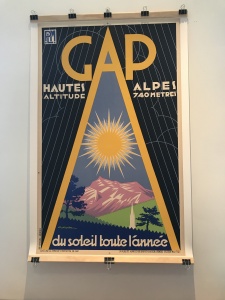 GAP
HAUTES ALPES
ALTITUDE 740 METRES
du soleil toute l'année